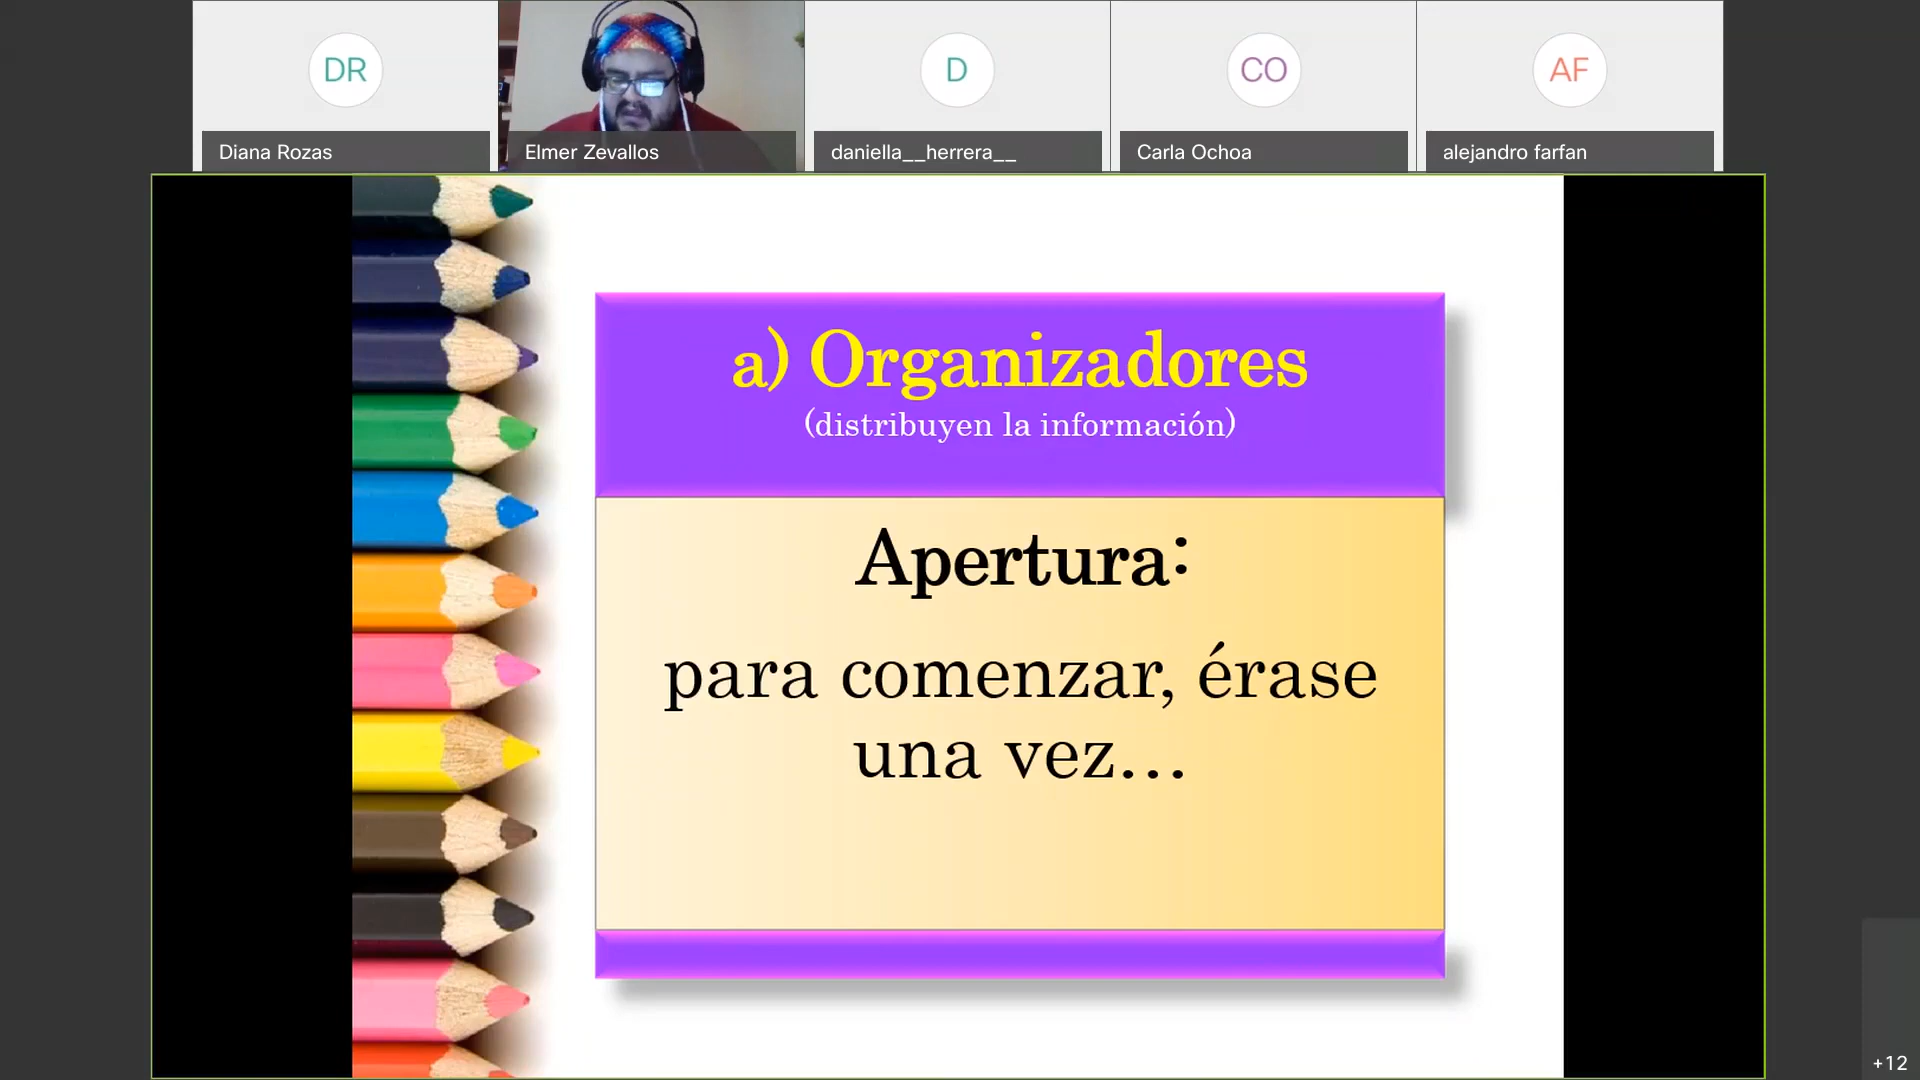 DR
D
CO
AF
Diana Rozas
Elmer Zevallos
daniella__herrera__
Carla Ochoa
alejandro farfan
a) Organizadores
(distribuyen la información)
Apertura:
para comenzar, érase
una vez...
+12